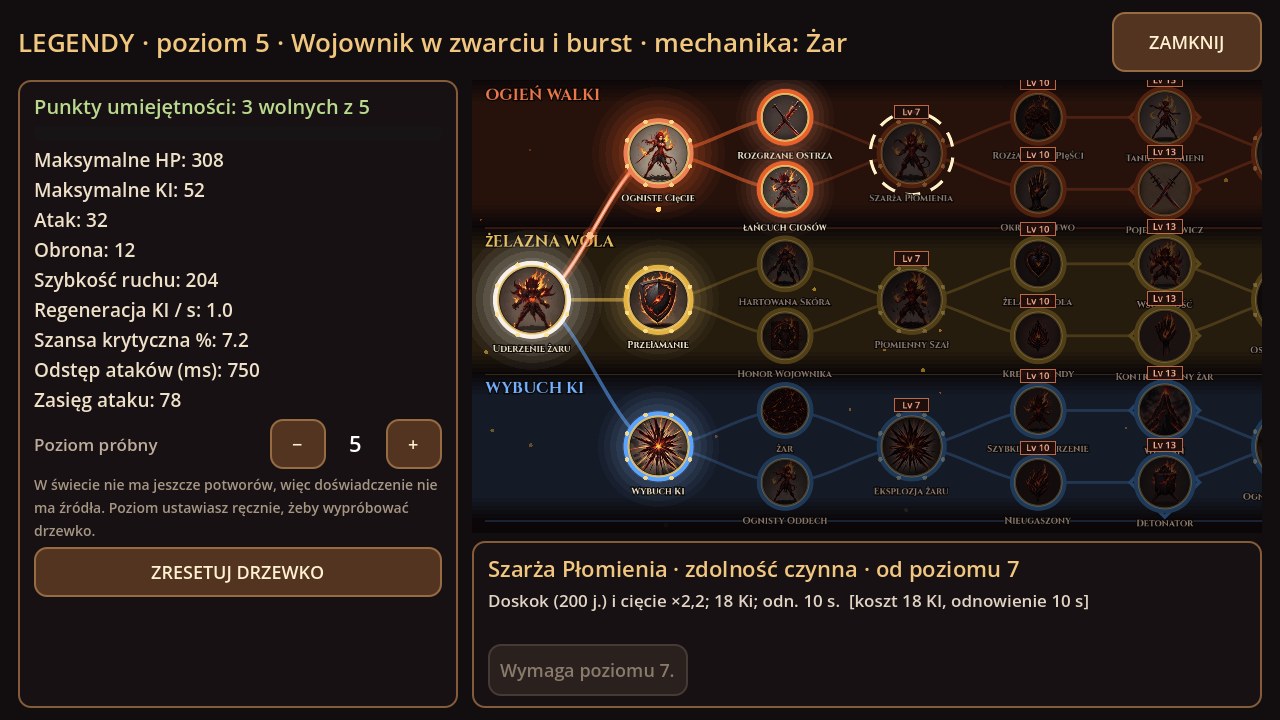 LEGENDY · poziom 5 · Wojownik w zwarciu i burst · mechanika: Żar
ZAMKNIJ
Punkty umiejętności: 3 wolnych z 5
Maksymalne HP: 308
Maksymalne KI: 52
Atak: 32
Obrona: 12
Szybkość ruchu: 204
Regeneracja KI / s: 1.0
Szansa krytyczna %: 7.2
Odstęp ataków (ms): 750
Zasięg ataku: 78
Poziom próbny
− 5 +
W świecie nie ma jeszcze potworów, więc doświadczenie nie
ma źródła. Poziom ustawiasz ręcznie, żeby wypróbować
drzewko.
ZRESETUJ DRZEWKO
OGIEŃ WALKI
Lv 10
Lv 13
Lv 7
Rozgrzane Ostrza
Lv 10
Lv 13
Ogniste Cięcie
Szarża Płomienia
Łańcuch Ciosów
Lv 10
Lv 13
ŻELAZNA WOLA
Lv 7
Hartowana Skóra
Lv 10
Lv 13
Uderzenie Żaru
Przełamanie
Płomienny Szał
Honor Wojownika
Lv 10
Lv 13
WYBUCH KI
Lv 7
Żar
Lv 10
Lv 13
Wybuch Ki
Eksplozja Żaru
Ognisty Oddech
Nieugaszony
Detonator
Szarża Płomienia · zdolność czynna · od poziomu 7
Doskok (200 j.) i cięcie ×2,2; 18 Ki; odn. 10 s. [koszt 18 KI, odnowienie 10 s]
Wymaga poziomu 7.